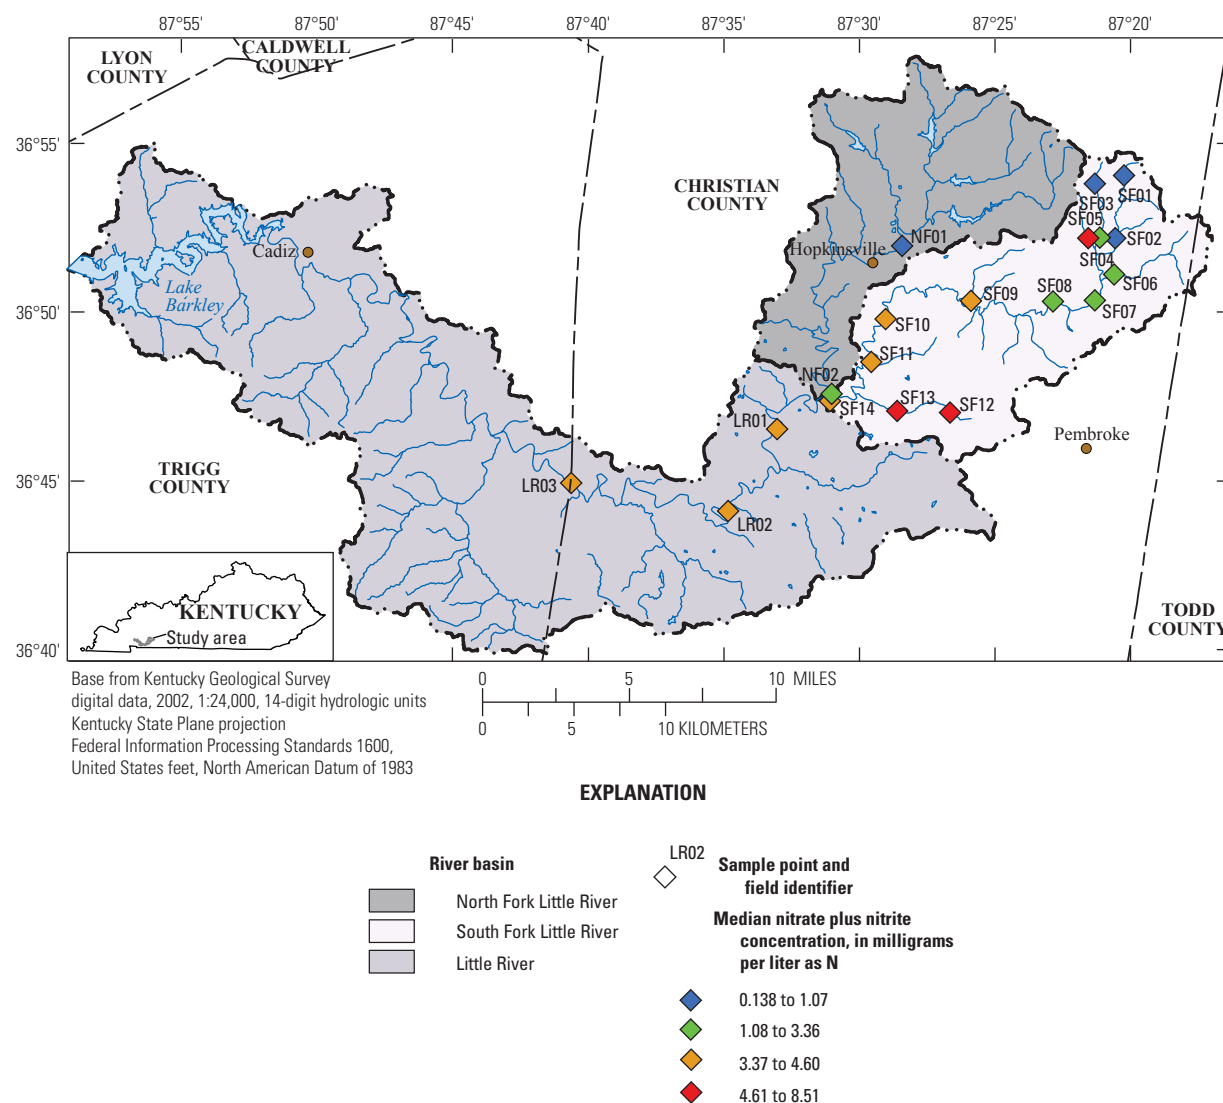 87°55' 87°50' 87°45' 87°40' 87°35' 87°30' 87°25' 87°20'
LYON
COUNTY
CALDWELL
COUNTY
36°55'
CHRISTIAN
COUNTY
SF03
SF01
SF05
SF02
SF04
NF01
Hopkinsville
Cadiz
Lake
Barkley
SF06
SF09
SF08
SF07
36°50'
SF10
SF11
NF02
SF14
SF13
SF12
LR01
Pembroke
TRIGG
COUNTY
36°45'
LR03
LR02
KENTUCKY
Study area
TODD
COUNTY
36°40'
Base from Kentucky Geological Survey
digital data, 2002, 1:24,000, 14-digit hydrologic units
Kentucky State Plane projection
Federal Information Processing Standards 1600,
United States feet, North American Datum of 1983
0 5 10 MILES
0 5 10 KILOMETERS
EXPLANATION
River basin
North Fork Little River
South Fork Little River
Little River
LR02
Sample point and
field identifier
Median nitrate plus nitrite
concentration, in milligrams
per liter as N
0.138 to 1.07
1.08 to 3.36
3.37 to 4.60
4.61 to 8.51